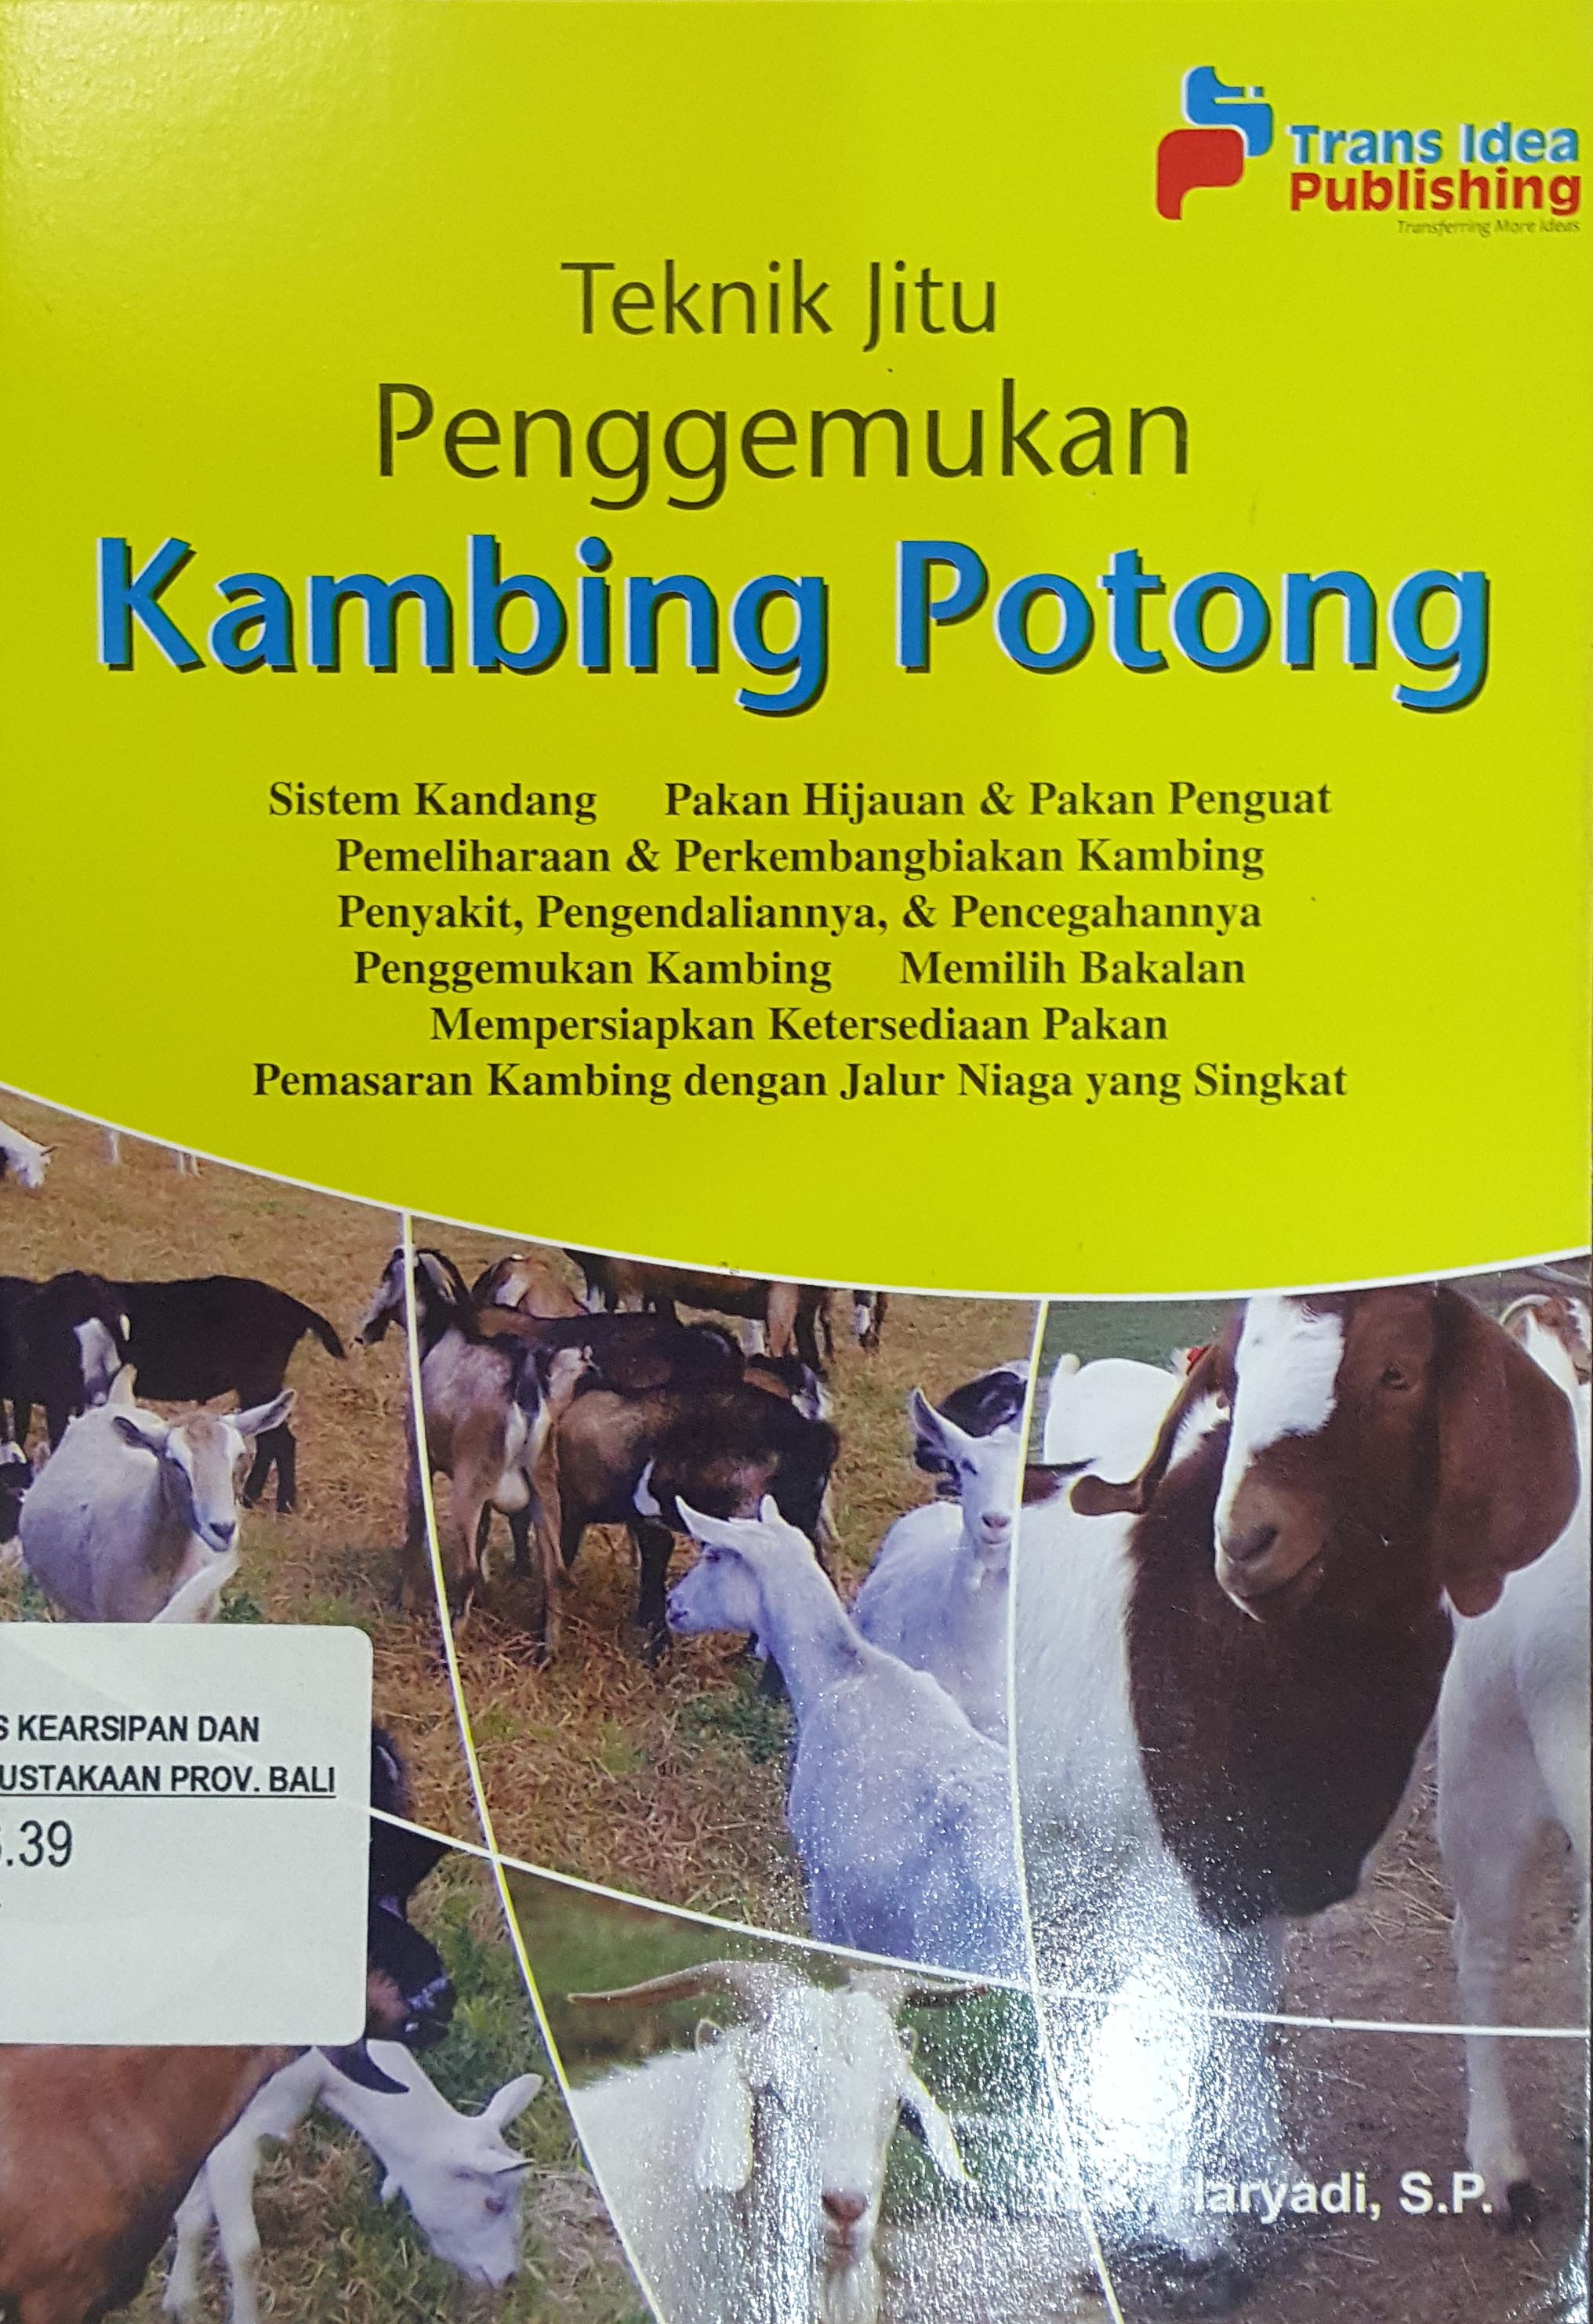 Trans Idea
Publishing
Transferring More Ideas
Teknik Jitu
Penggemukan
Kambing Potong
Sistem Kandang Pakan Hijauan & Pakan Penguat
Pemeliharaan & Perkembangbiakan Kambing
Penyakit, Pengendaliannya, & Pencegahannya
Penggemukan Kambing Memilih Bakalan
Mempersiapkan Ketersediaan Pakan
Pemasaran Kambing dengan Jalur Niaga yang Singkat
S KEARSIPAN DAN
USTAKAAN PROV. BALI
.39
Haryadi, S.P.